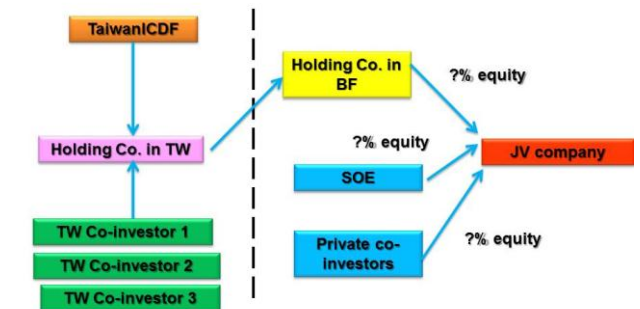 TaiwanICDF
Holding Co. in
BF
?% equity
Holding Co. in TW
?% equity
JV company
SOE
TW Co-investor 1
Private co-
investors
?% equity
TW Co-investor 2
TW Co-investor 3